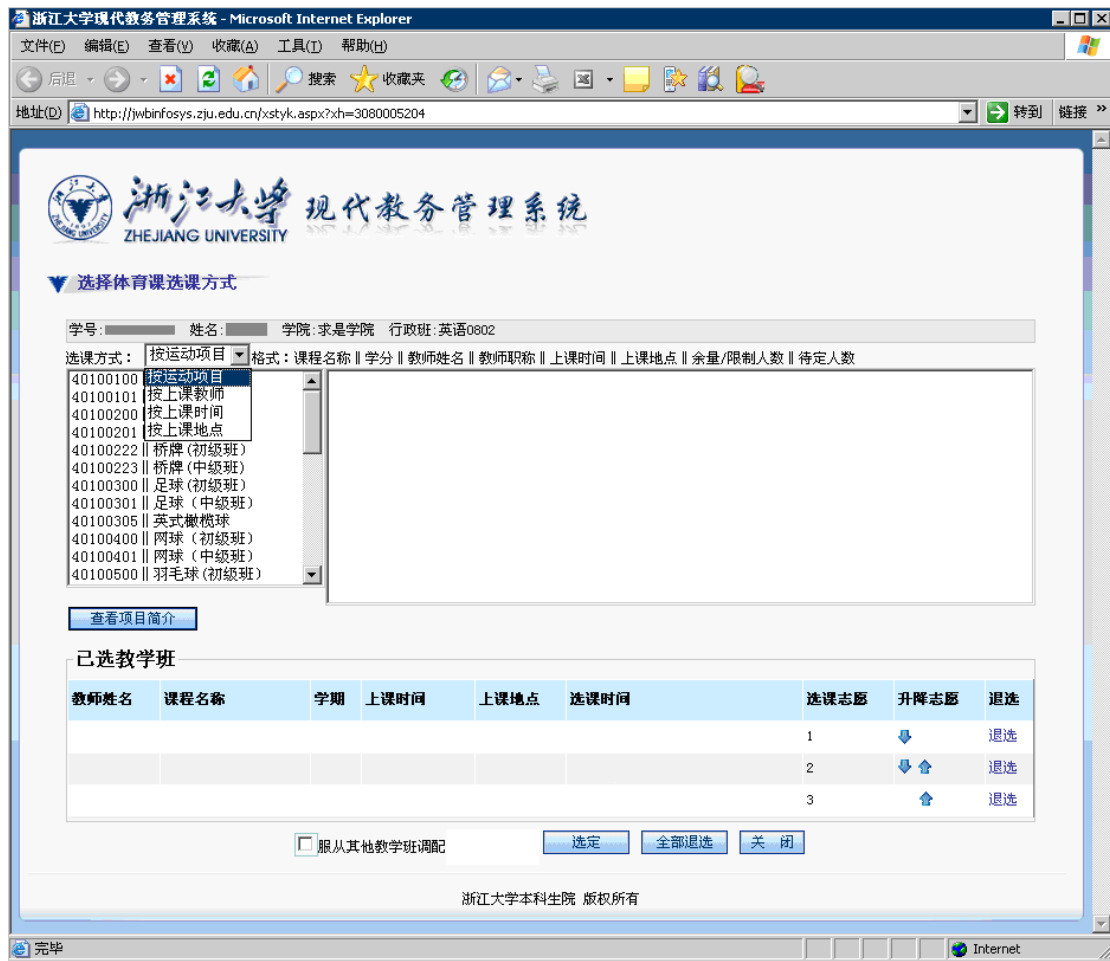 浙江大学现代教务管理系统 - Microsoft Internet Explorer
文件(F) 编辑(E) 查看(V) 收藏(A) 工具(T) 帮助(H)
后退 搜索 收藏夹
地址(D) http://jwbinfosys.zju.edu.cn/xstyk.aspx?xh=3080005204 转到 链接 »
浙江大学 现代教务管理系统
ZHEJIANG UNIVERSITY
选择体育课选课方式
学号: 姓名: 学院:求是学院 行政班:英语0802
选课方式： 按运动项目 格式：课程名称‖学分‖教师姓名‖教师职称‖上课时间‖上课地点‖余量/限制人数‖待定人数
40100100 按运动项目
40100101 按上课教师
40100200 按上课时间
40100201 按上课地点
40100222‖桥牌(初级班）
40100223‖桥牌(中级班)
40100300‖足球(初级班）
40100301‖足球（中级班）
40100305‖英式橄榄球
40100400‖网球（初级班）
40100401‖网球（中级班）
40100500‖羽毛球(初级班）
查看项目简介
已选教学班
教师姓名 课程名称 学期 上课时间 上课地点 选课时间 选课志愿 升降志愿 退选
1 退选
2 退选
3 退选
服从其他教学班调配 选定 全部退选 关 闭
浙江大学本科生院 版权所有
完毕 Internet